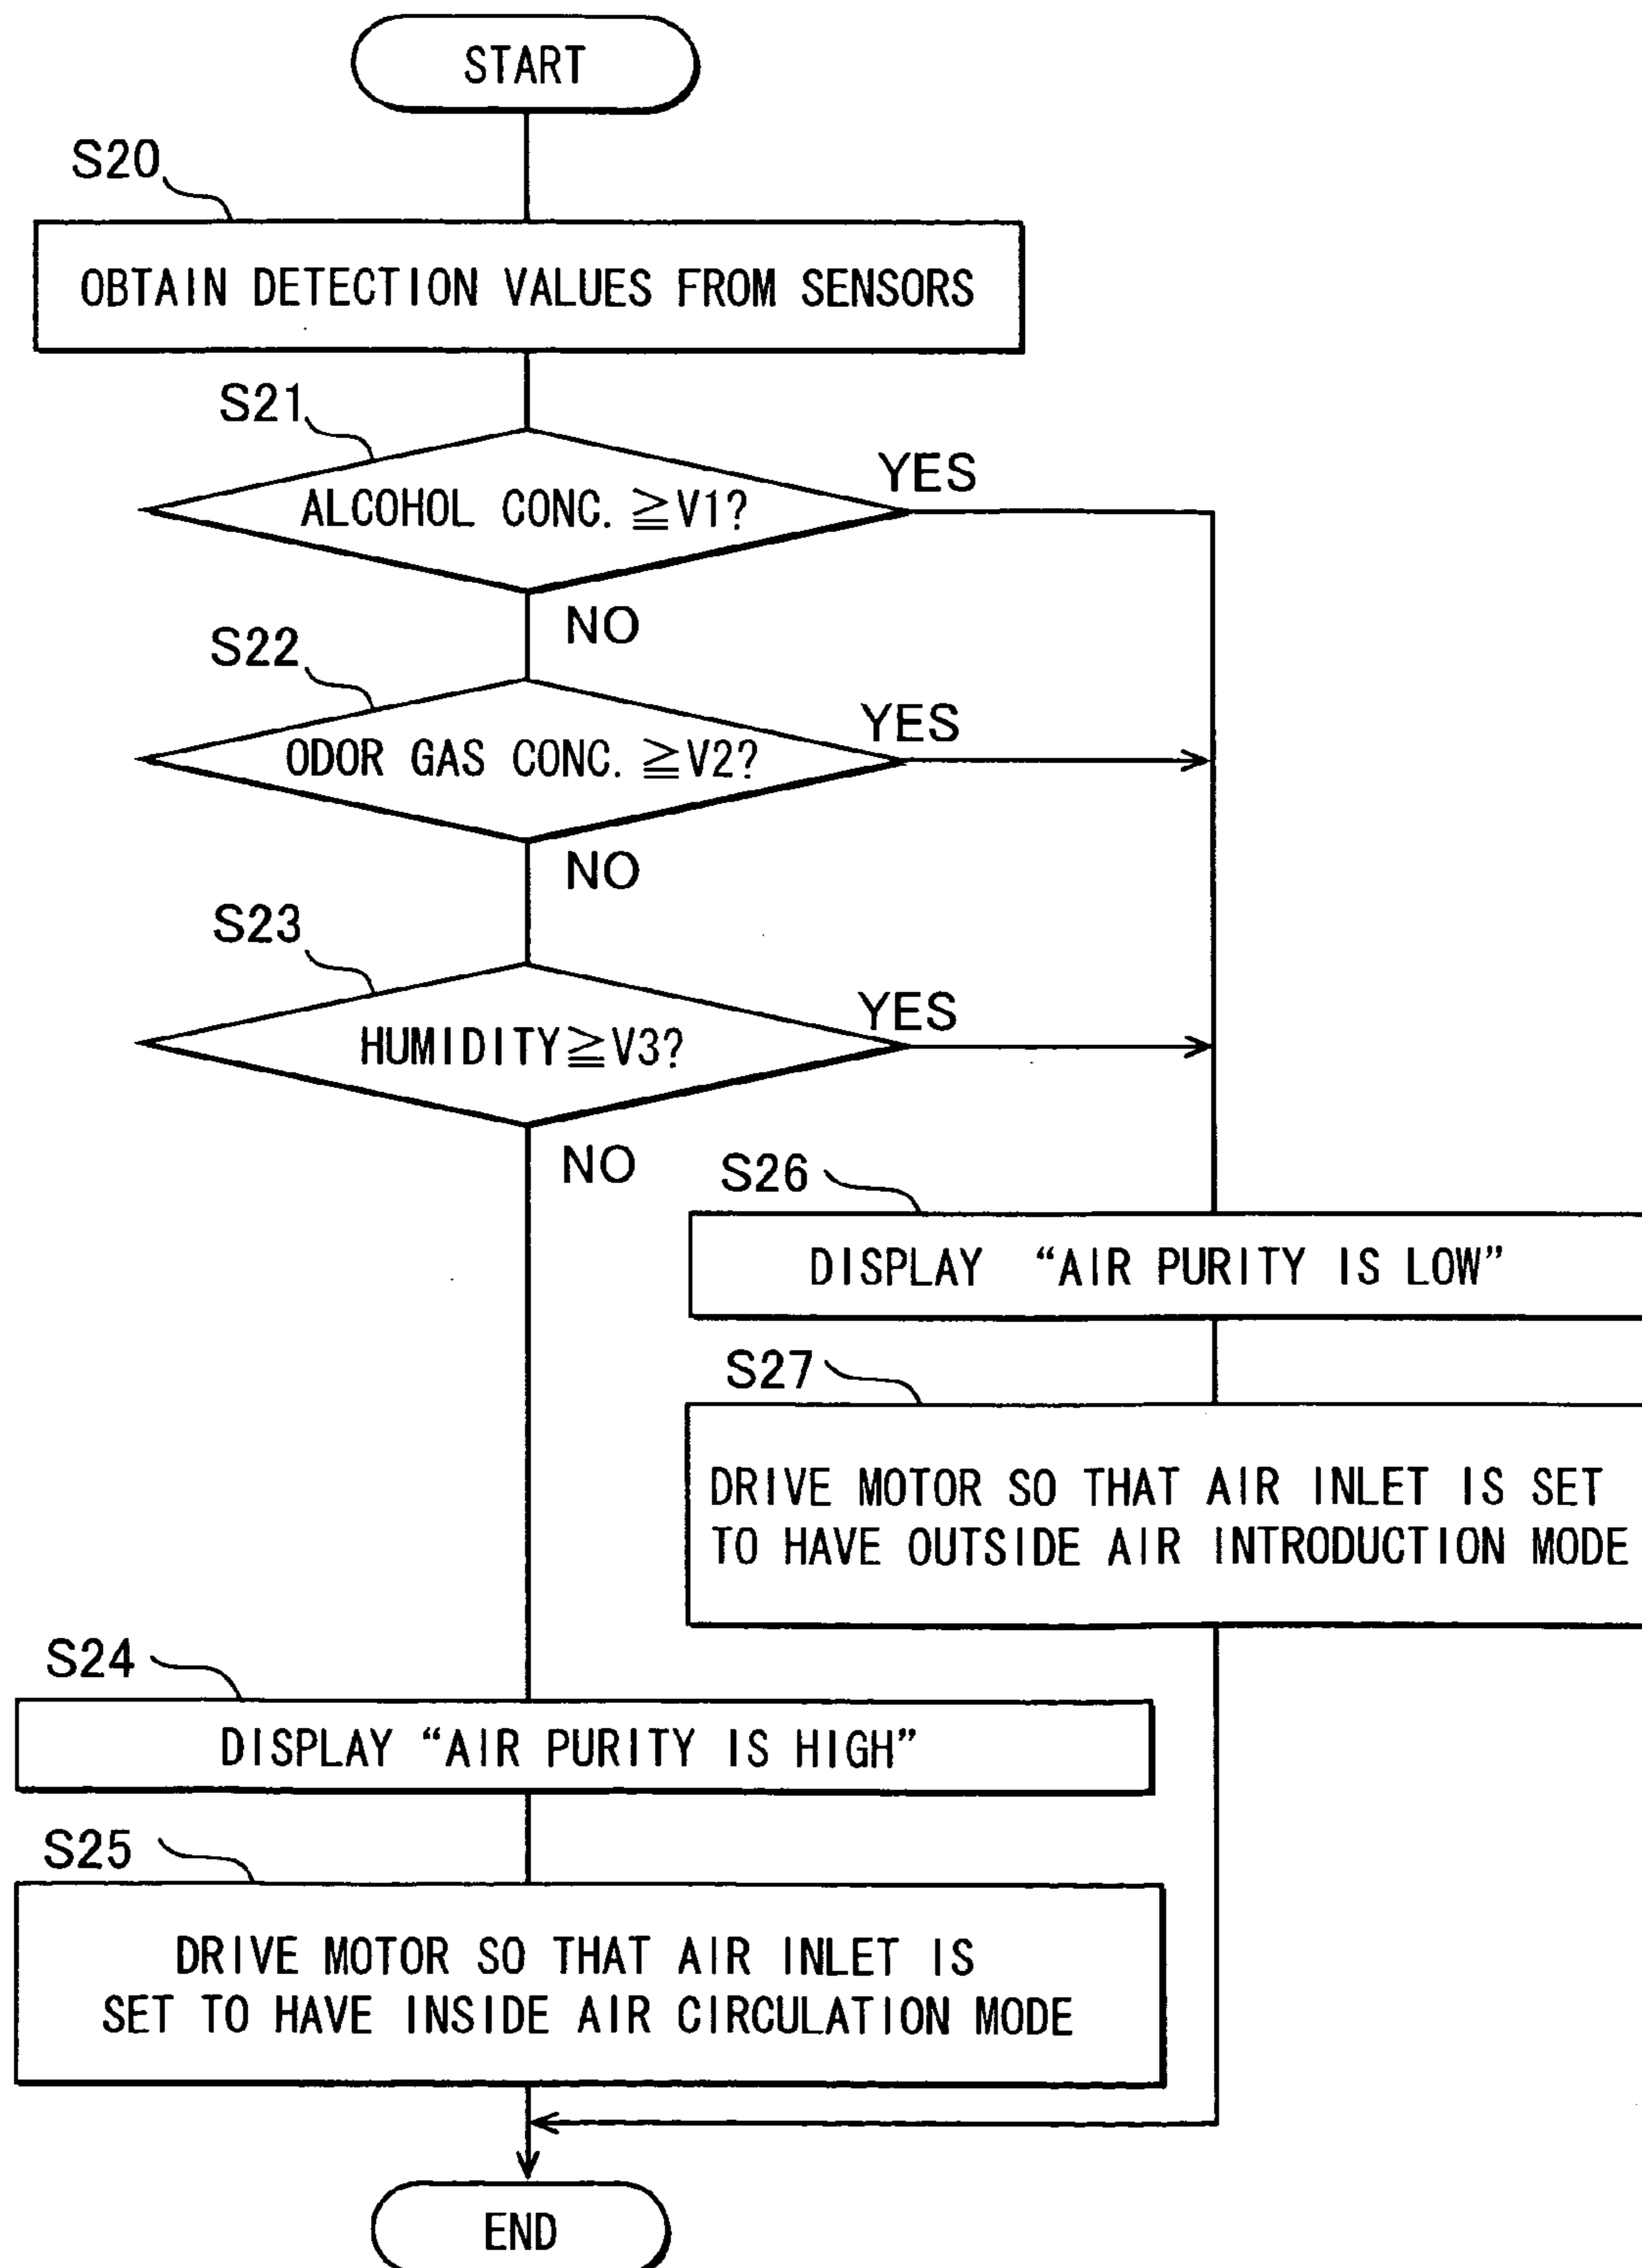 START
S20
OBTAIN DETECTION VALUES FROM SENSORS
S21
ALCOHOL CONC. ≧V1?
YES
NO
S22
ODOR GAS CONC. ≧V2?
YES
NO
S23
HUMIDITY≧V3?
YES
NO
S26
DISPLAY “AIR PURITY IS LOW”
S27
DRIVE MOTOR SO THAT AIR INLET IS SET
TO HAVE OUTSIDE AIR INTRODUCTION MODE
S24
DISPLAY “AIR PURITY IS HIGH”
S25
DRIVE MOTOR SO THAT AIR INLET IS
SET TO HAVE INSIDE AIR CIRCULATION MODE
END